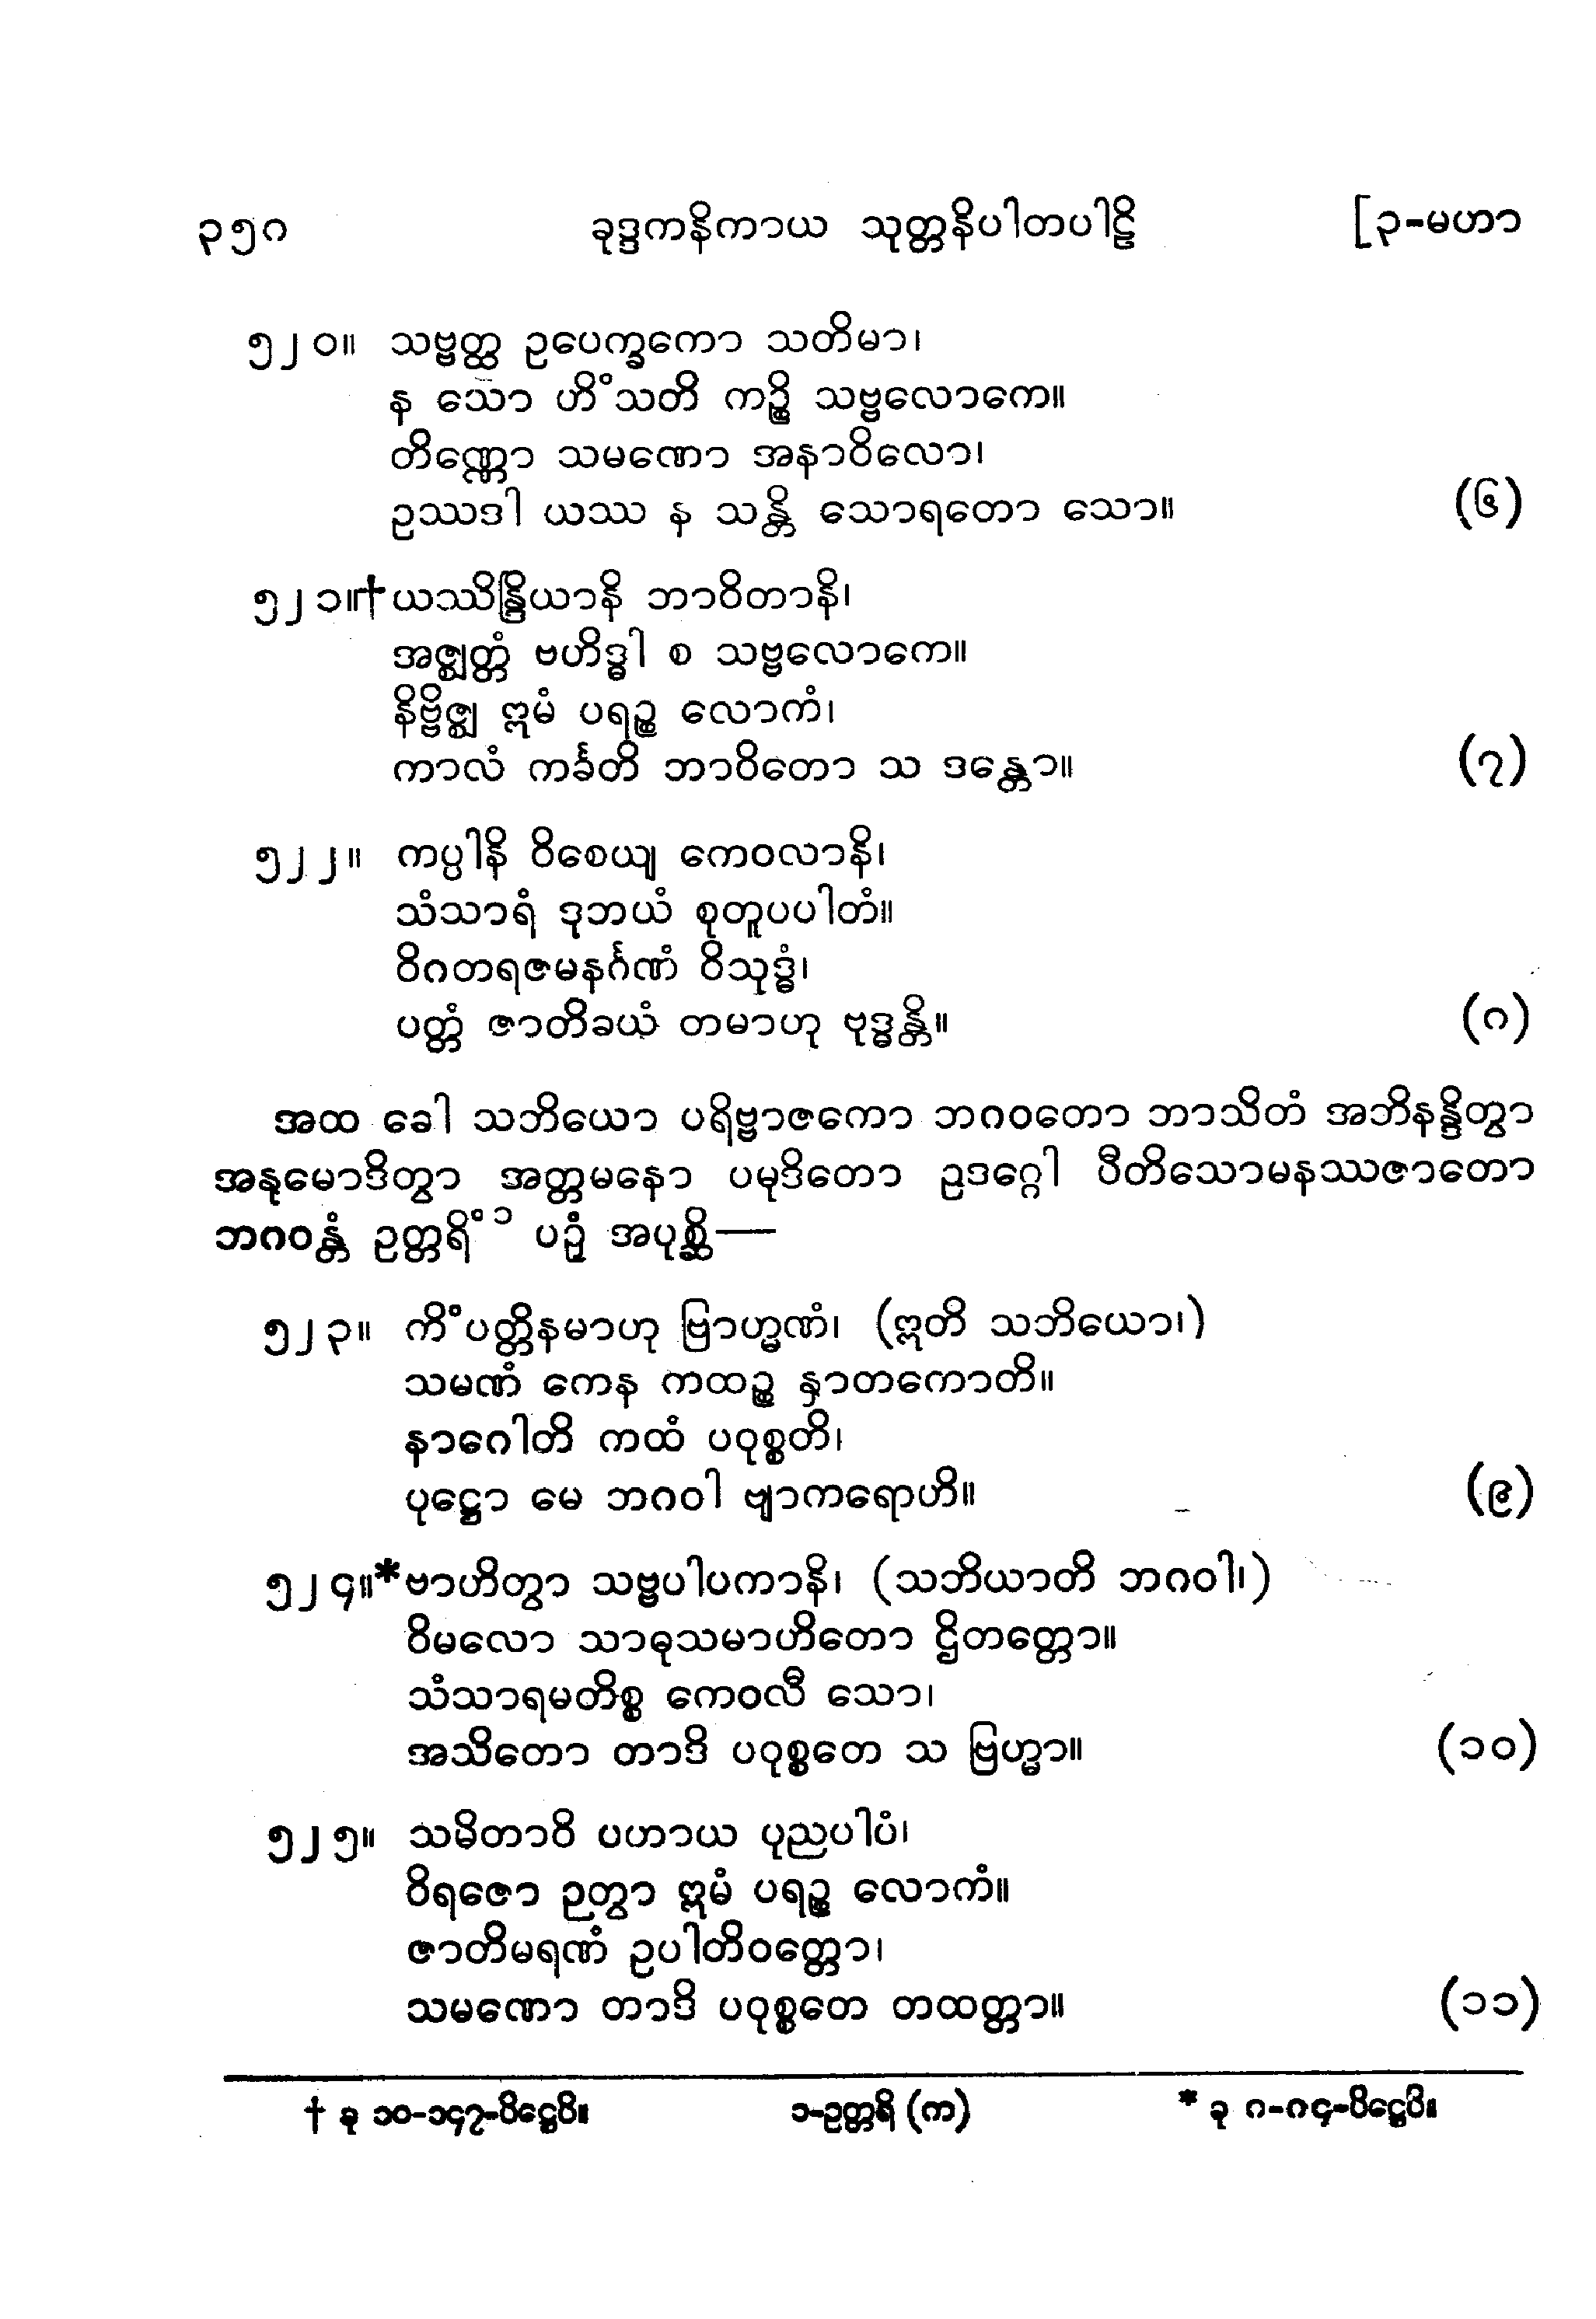 ၃၅၈ ခုဒ္ဒကနိကာယ သုတ္တနိပါတပါဠိ [၃-မဟာ
၅၂၀။ သဗ္ဗတ္ထ ဥပေက္ခကော သတိမာ၊
န သော ဟိံသတိ ကဉ္စိ သဗ္ဗလောကေ။
တိဏ္ဏော သမဏော အနာဝိလော၊
ဥဿဒါ ယဿ န သန္တိ သောရတော သော။ (၆)
၅၂၁။†ယဿိန္ဒြိယာနိ ဘာဝိတာနိ၊
အဇ္ဈတ္တံ ဗဟိဒ္ဓါ စ သဗ္ဗလောကေ။
နိဗ္ဗိဇ္ဈ ဣမံ ပရဉ္စ လောကံ၊
ကာလံ ကင်္ခတိ ဘာဝိတော သ ဒန္တော။ (၇)
၅၂၂။ ကပ္ပါနိ ဝိစေယျ ကေဝလာနိ၊
သံသာရံ ဒုဘယံ စုတူပပါတံ။
ဝိဂတရဇမနင်္ဂဏံ ဝိသုဒ္ဓံ၊
ပတ္တံ ဇာတိခယံ တမာဟု ဗုဒ္ဓန္တိ။ (၈)
အထ ခေါ သဘိယော ပရိဗ္ဗာဇကော ဘဂဝတော ဘာသိတံ အဘိနန္ဒိတွာ
အနုမောဒိတွာ အတ္တမနော ပမုဒိတော ဥဒဂ္ဂေါ ပီတိသောမနဿဇာတော
ဘဂဝန္တံ ဥတ္တရိံ ၁ ပဉှံ အပုစ္ဆိ—
၅၂၃။ ကိံပတ္တိနမာဟု ဗြာဟ္မဏံ၊ (ဣတိ သဘိယော၊)
သမဏံ ကေန ကထဉ္စ နှာတကောတိ။
နာဂေါတိ ကထံ ပဝုစ္စတိ၊
ပုဋ္ဌော မေ ဘဂဝါ ဗျာကရောဟိ။ (၉)
၅၂၄။*ဗာဟိတွာ သဗ္ဗပါပကာနိ၊ (သဘိယာတိ ဘဂဝါ၊)
ဝိမလော သာဓုသမာဟိတော ဌိတတ္တော။
သံသာရမတိစ္စ ကေဝလီ သော၊
အသိတော တာဒိ ပဝုစ္စတေ သ ဗြဟ္မာ။ (၁၀)
၅၂၅။ သမိတာဝိ ပဟာယ ပုညပါပံ၊
ဝိရဇော ဉတွာ ဣမံ ပရဉ္စ လောကံ။
ဇာတိမရဏံ ဥပါတိဝတ္တော၊
သမဏော တာဒိ ပဝုစ္စတေ တထတ္တာ။ (၁၁)
† ခု ၁၀-၁၄၇-ပိဋ္ဌေပိ။ ၁-ဥတ္တရိ (က) * ခု ၈-၈၄-ပိဋ္ဌေပိ။